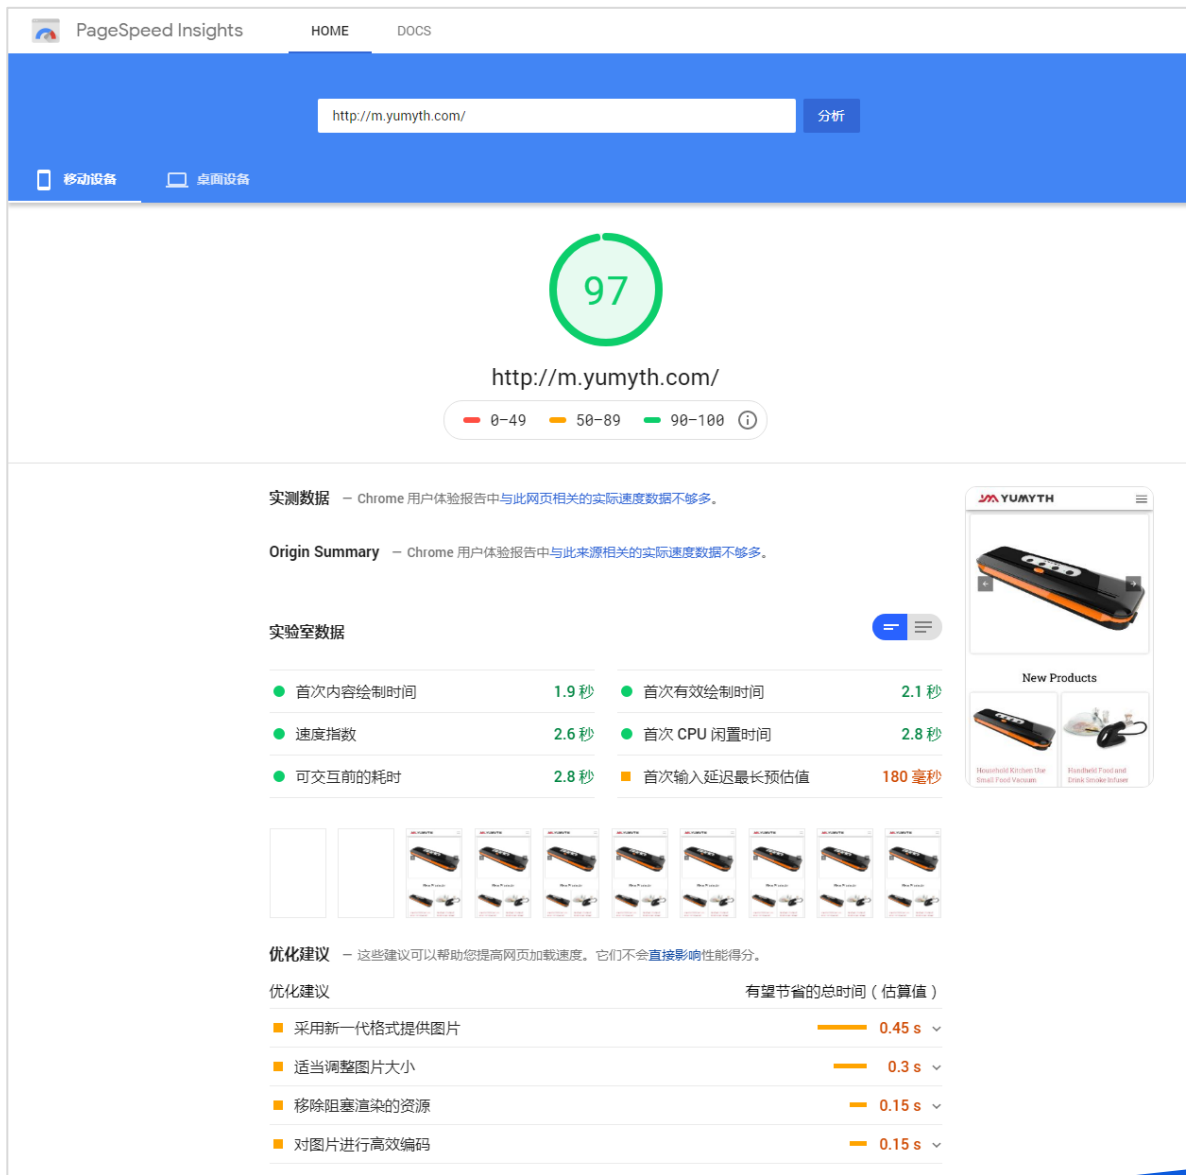 PageSpeed Insights HOME DOCS
http://m.yumyth.com/ 分析
移动设备 桌面设备
97
http://m.yumyth.com/
0–49 50–89 90–100
实测数据 — Chrome 用户体验报告中与此网页相关的实际速度数据不够多。
YUMYTH
Origin Summary — Chrome 用户体验报告中与此来源相关的实际速度数据不够多。
实验室数据
New Products
首次内容绘制时间 1.9 秒 首次有效绘制时间 2.1 秒
速度指数 2.6 秒 首次 CPU 闲置时间 2.8 秒
可交互前的耗时 2.8 秒 首次输入延迟最长预估值 180 毫秒
Household Kitchen Use Handheld Food and
Small Food Vacuum Drink Smoke Infuser
优化建议 — 这些建议可以帮助您提高网页加载速度。它们不会直接影响性能得分。
优化建议 有望节省的总时间（估算值）
采用新一代格式提供图片 0.45 s
适当调整图片大小 0.3 s
移除阻塞渲染的资源 0.15 s
对图片进行高效编码 0.15 s